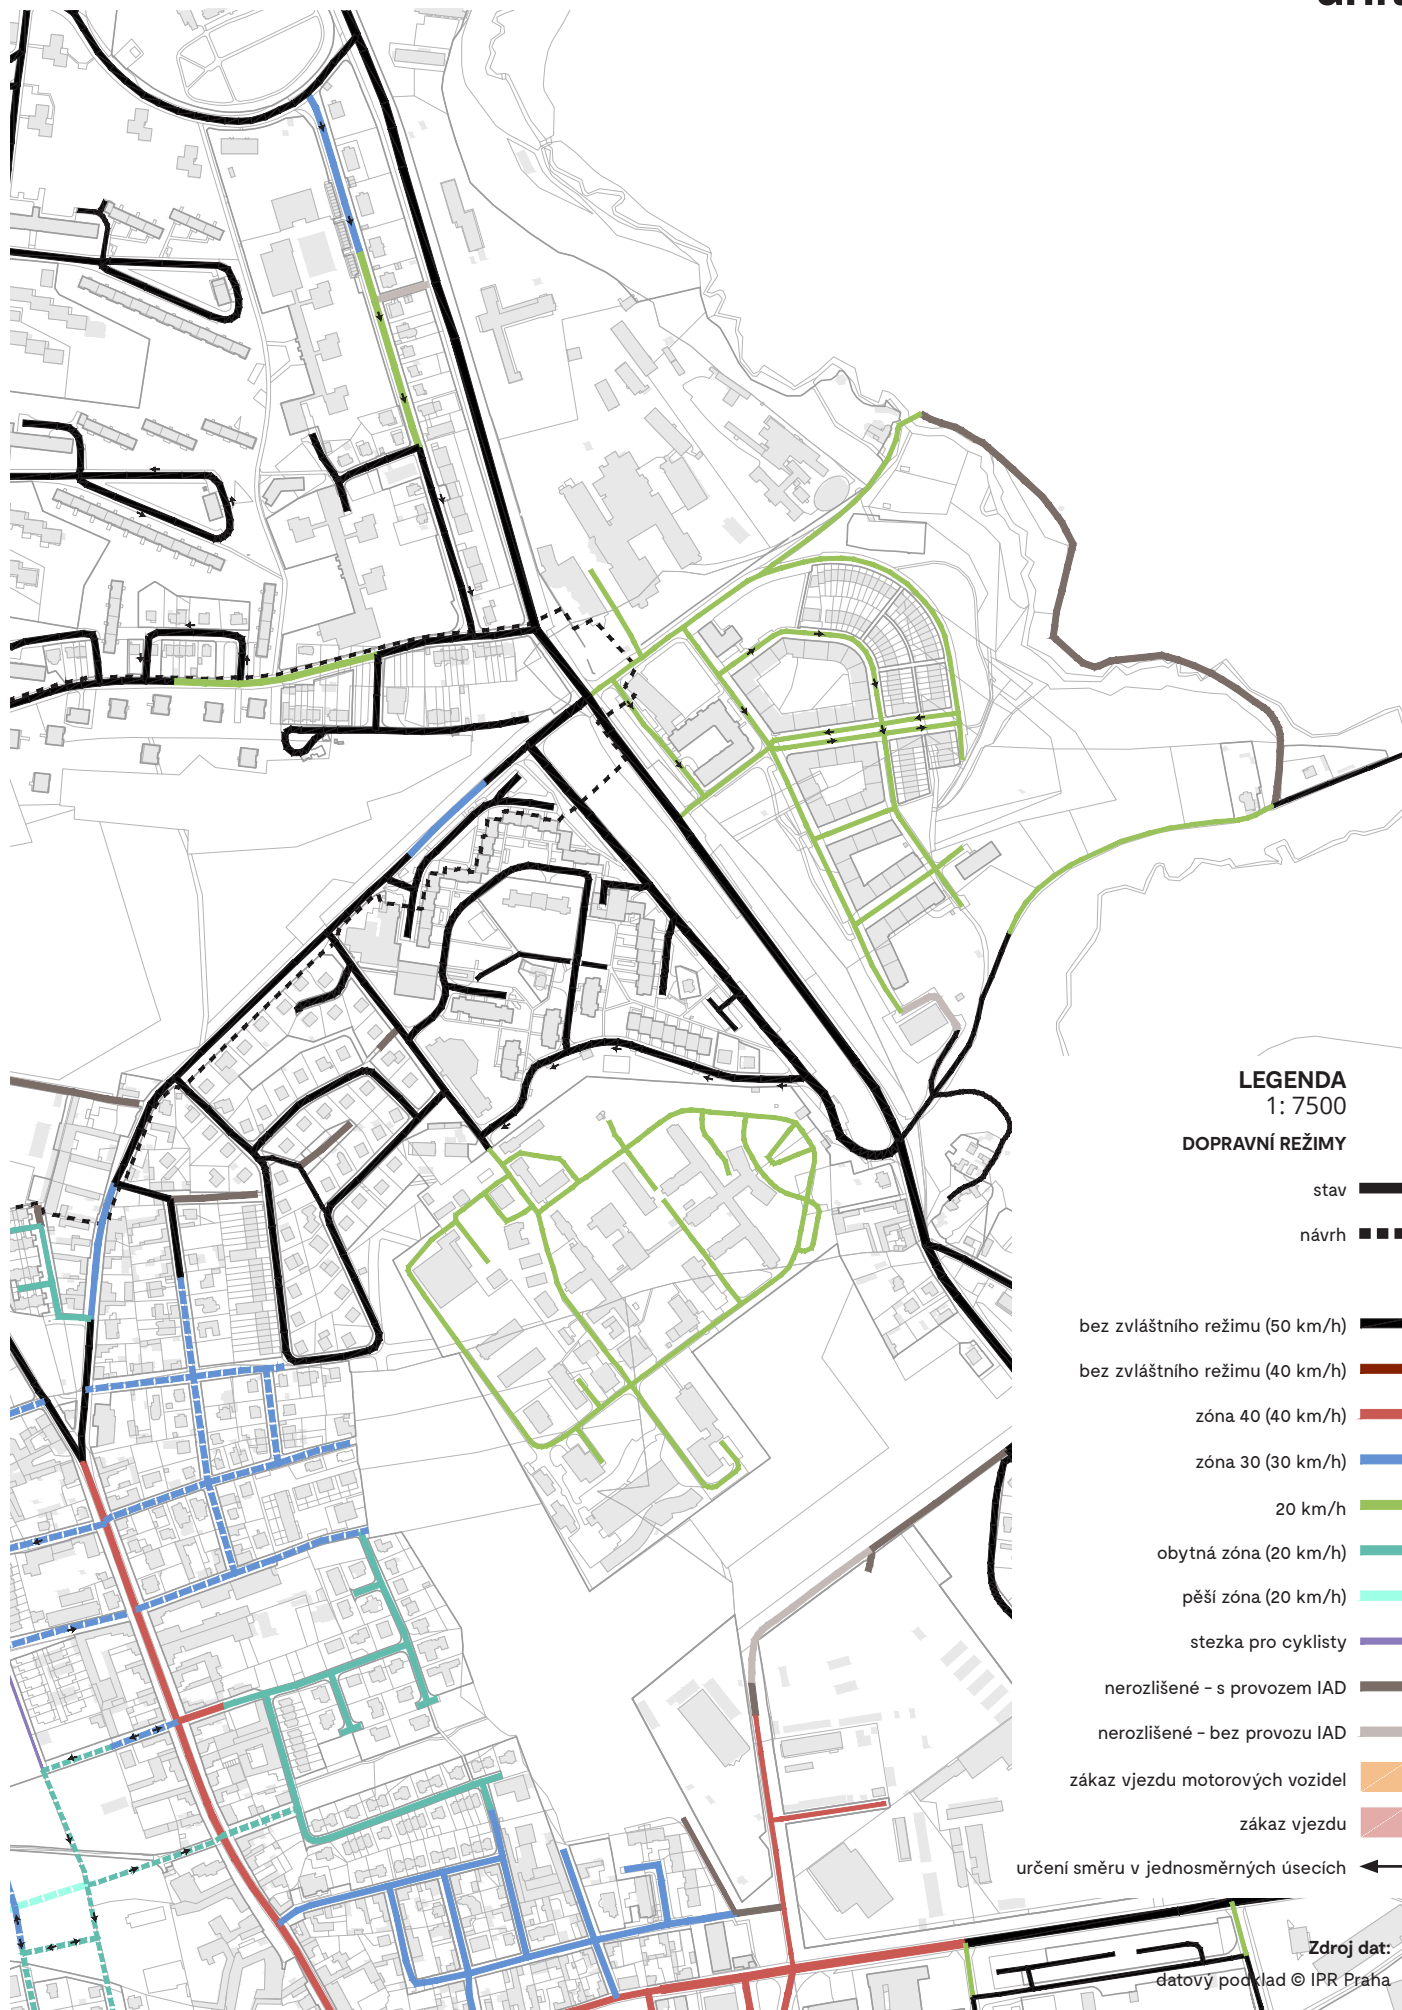 LEGENDA
1: 7500
DOPRAVNÍ REŽIMY
stav
návrh
bez zvláštního režimu (50 km/h)
bez zvláštního režimu (40 km/h)
zóna 40 (40 km/h)
zóna 30 (30 km/h)
20 km/h
obytná zóna (20 km/h)
pěší zóna (20 km/h)
stezka pro cyklisty
nerozlišené - s provozem IAD
nerozlišené - bez provozu IAD
zákaz vjezdu motorových vozidel
zákaz vjezdu
určení směru v jednosměrných úsecích
Zdroj dat:
datový podklad © IPR Praha